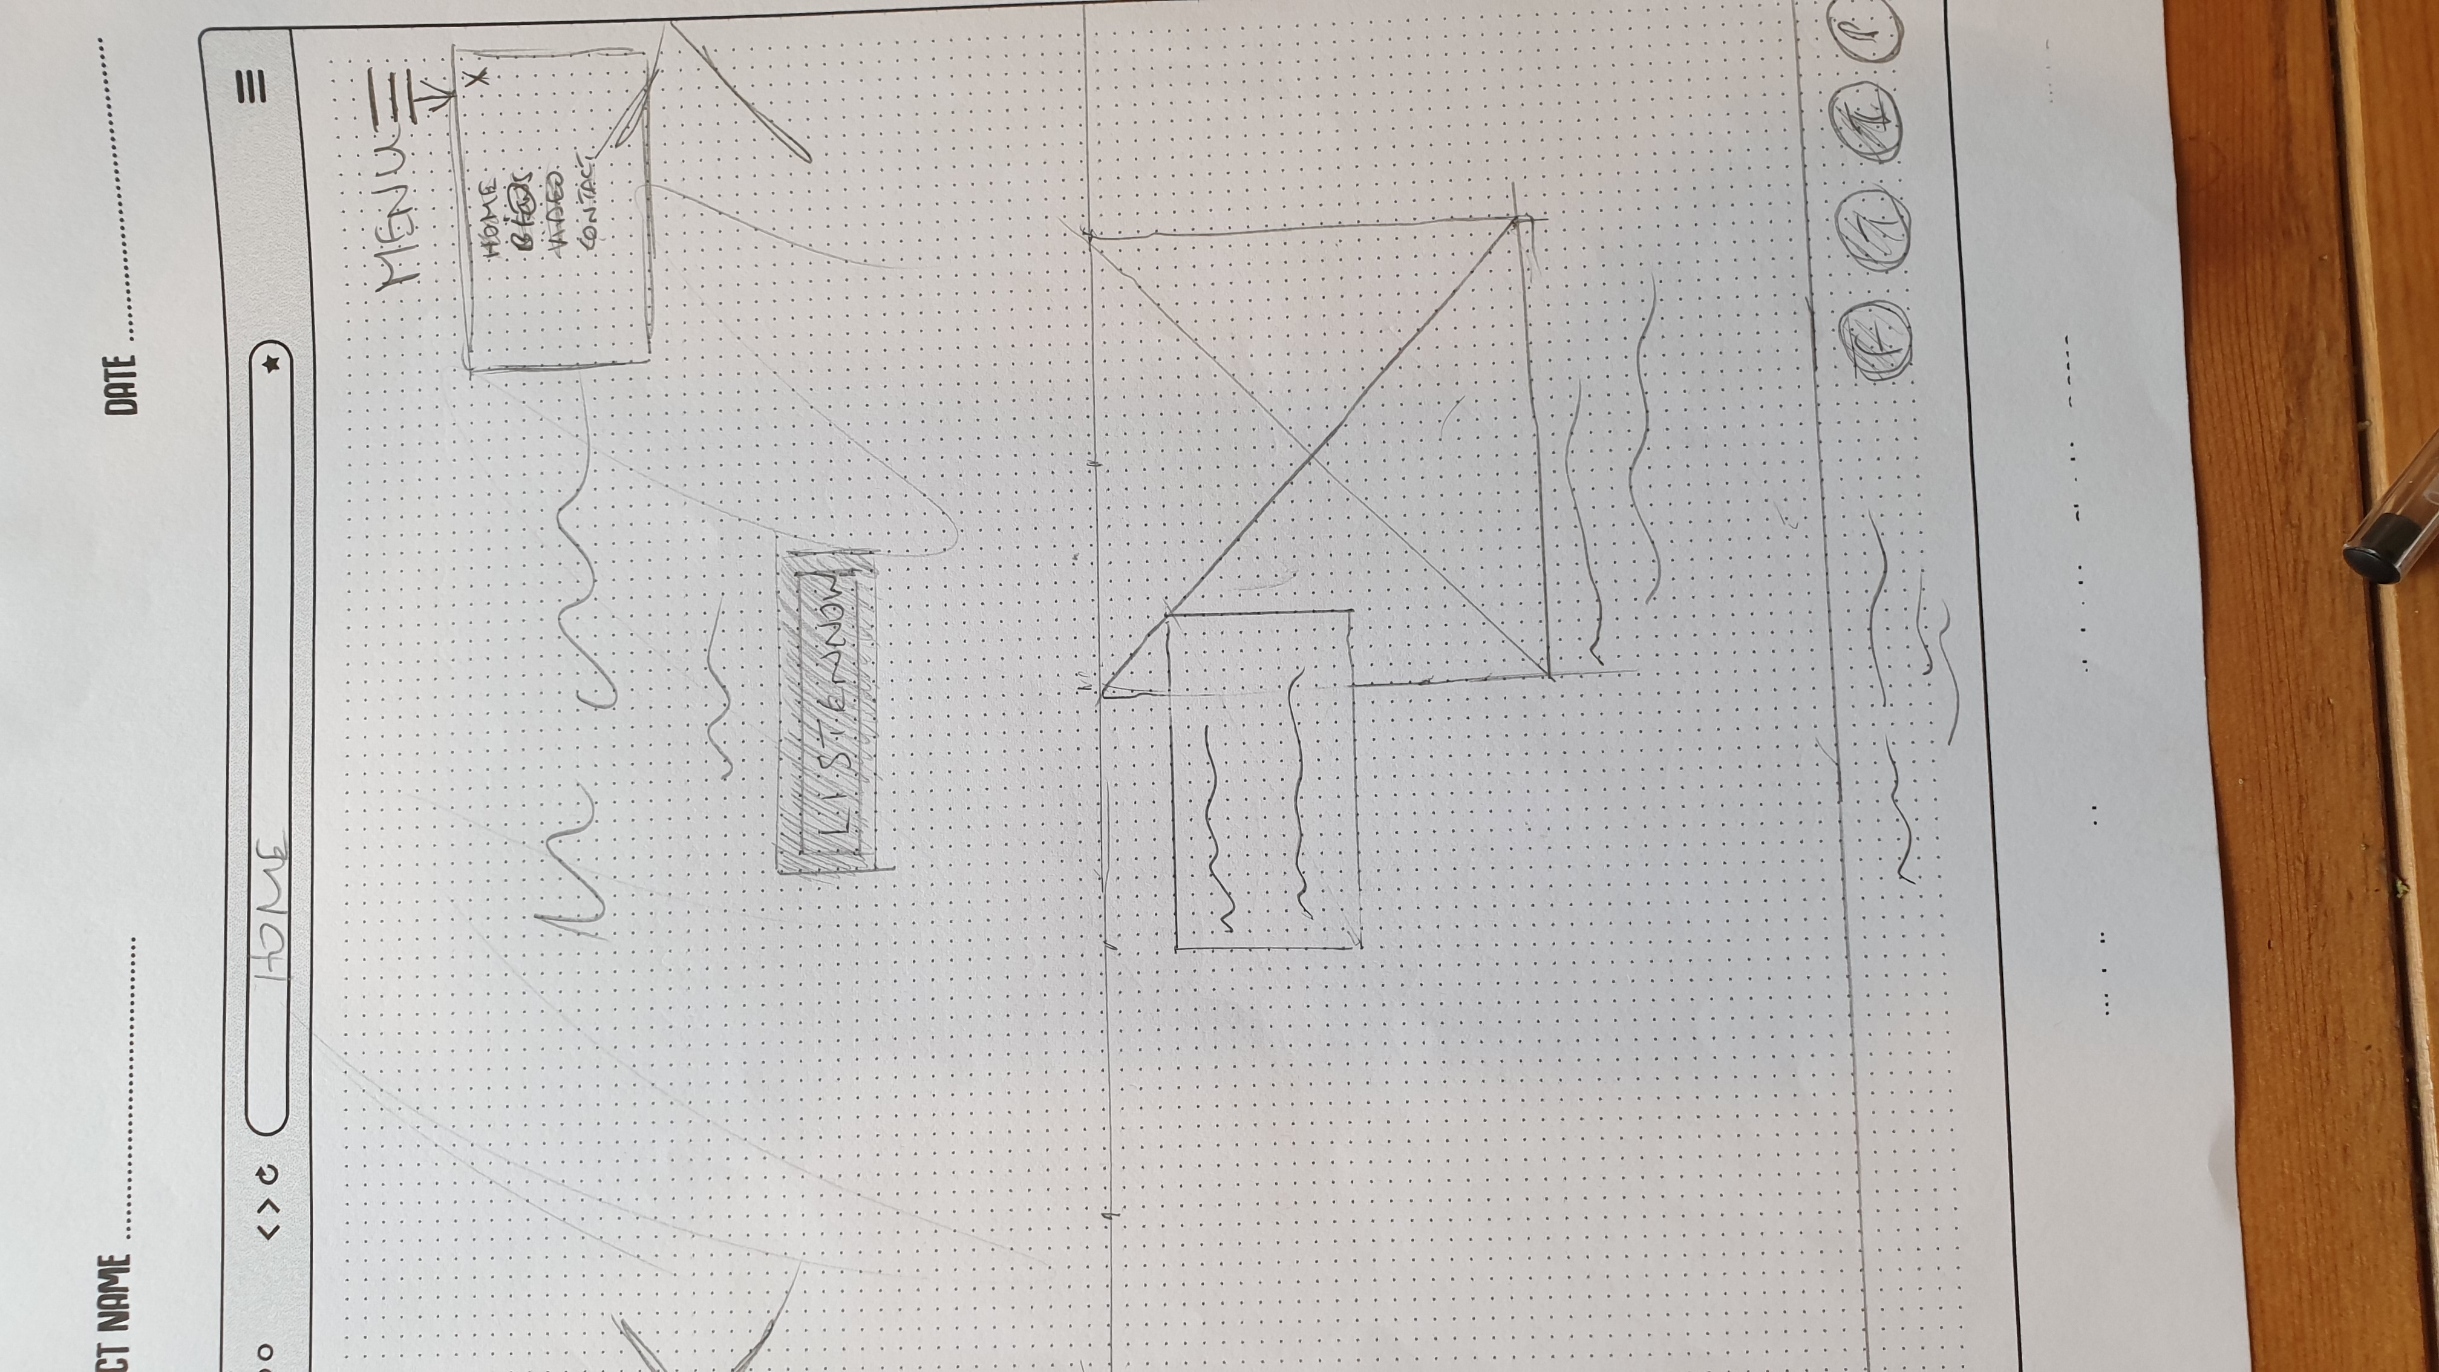 CT NAME
DATE
HOME
MENU
X
HOME
VIDEO
CONTACT
LISTEN NOW
F T I P